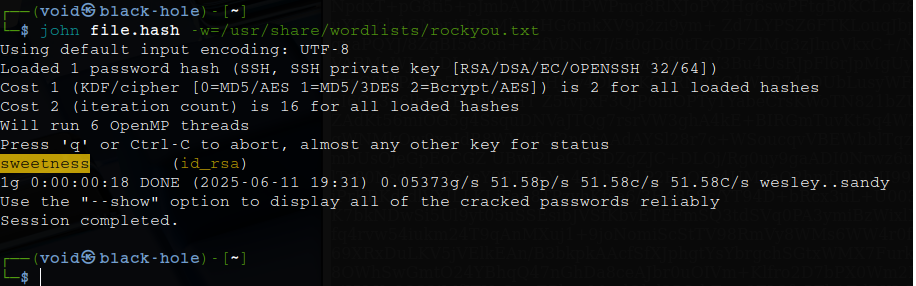 ┌──(void㉿black-hole)-[~]
└─$ john file.hash -w=/usr/share/wordlists/rockyou.txt
Using default input encoding: UTF-8
Loaded 1 password hash (SSH, SSH private key [RSA/DSA/EC/OPENSSH 32/64])
Cost 1 (KDF/cipher [0=MD5/AES 1=MD5/3DES 2=Bcrypt/AES]) is 2 for all loaded hashes
Cost 2 (iteration count) is 16 for all loaded hashes
Will run 6 OpenMP threads
Press 'q' or Ctrl-C to abort, almost any other key for status
sweetness        (id_rsa)
1g 0:00:00:18 DONE (2025-06-11 19:31) 0.05373g/s 51.58p/s 51.58c/s 51.58C/s wesley..sandy
Use the "--show" option to display all of the cracked passwords reliably
Session completed.
┌──(void㉿black-hole)-[~]
└─$